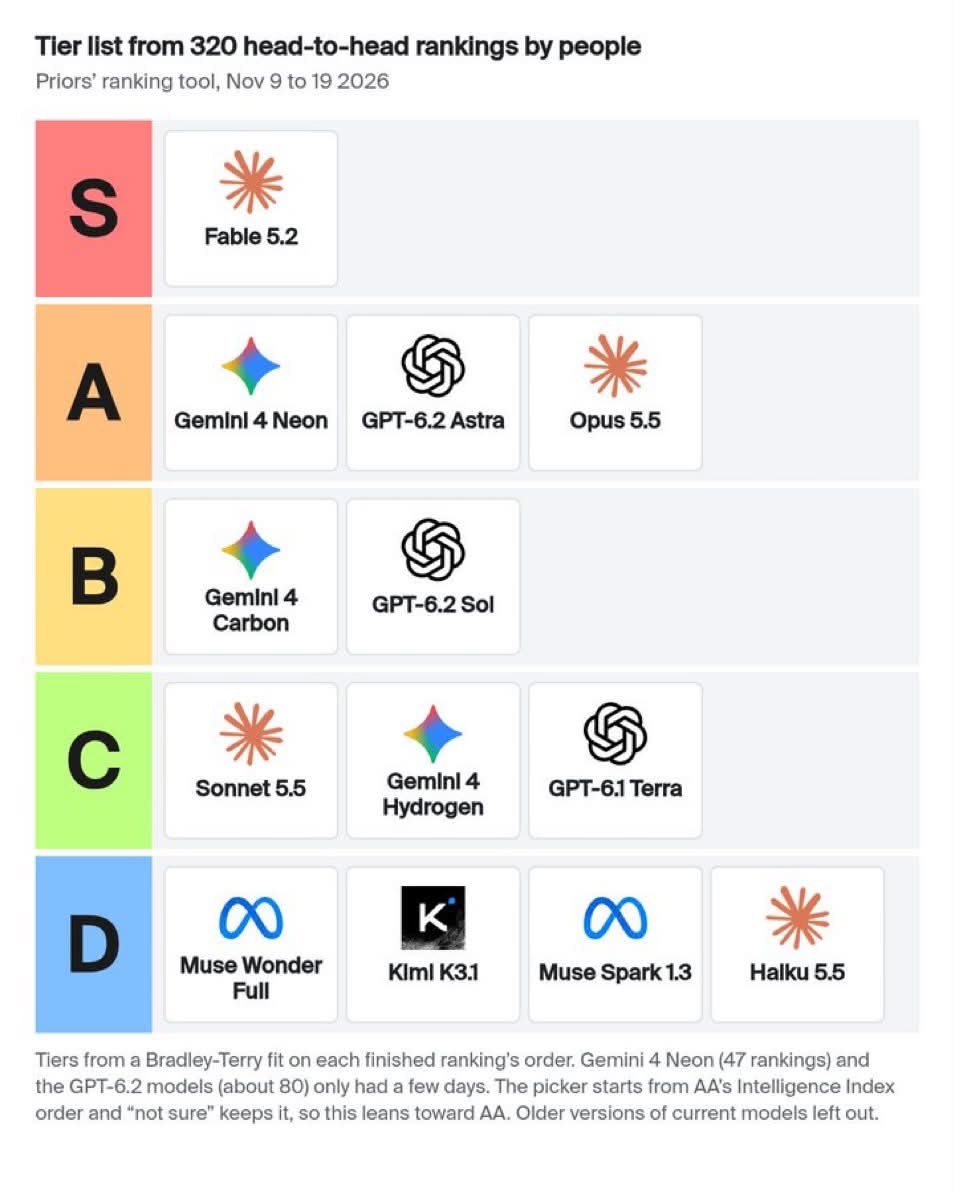 Tier list from 320 head-to-head rankings by people
Priors’ ranking tool, Nov 9 to 19 2026
S
Fable 5.2
A
Gemini 4 Neon
GPT-6.2 Astra
Opus 5.5
B
Gemini 4
Carbon
GPT-6.2 Sol
C
Sonnet 5.5
Gemini 4
Hydrogen
GPT-6.1 Terra
D
Muse Wonder
Full
K
Kimi K3.1
Muse Spark 1.3
Haiku 5.5
Tiers from a Bradley-Terry fit on each finished ranking’s order. Gemini 4 Neon (47 rankings) and
the GPT-6.2 models (about 80) only had a few days. The picker starts from AA’s Intelligence Index
order and “not sure” keeps it, so this leans toward AA. Older versions of current models left out.